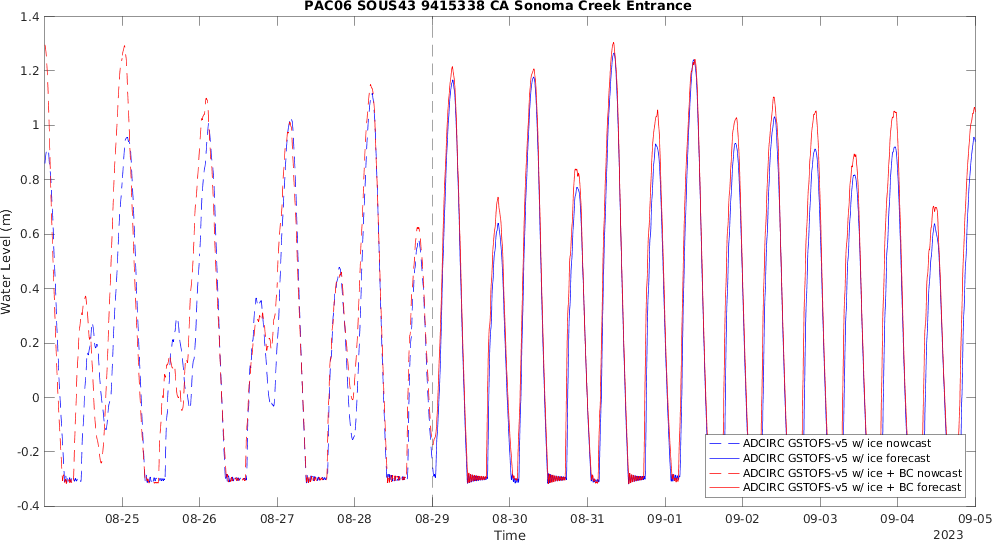 PAC06 SOUS43 9415338 CA Sonoma Creek Entrance
1.4
1.2
1
0.8
0.6
0.4
0.2
0
-0.2
-0.4
Water Level (m)
ADCIRC GSTOFS-v5 w/ ice nowcast
ADCIRC GSTOFS-v5 w/ ice forecast
ADCIRC GSTOFS-v5 w/ ice + BC nowcast
ADCIRC GSTOFS-v5 w/ ice + BC forecast
08-25 08-26 08-27 08-28 08-29 08-30 08-31 09-01 09-02 09-03 09-04 09-05
Time
2023